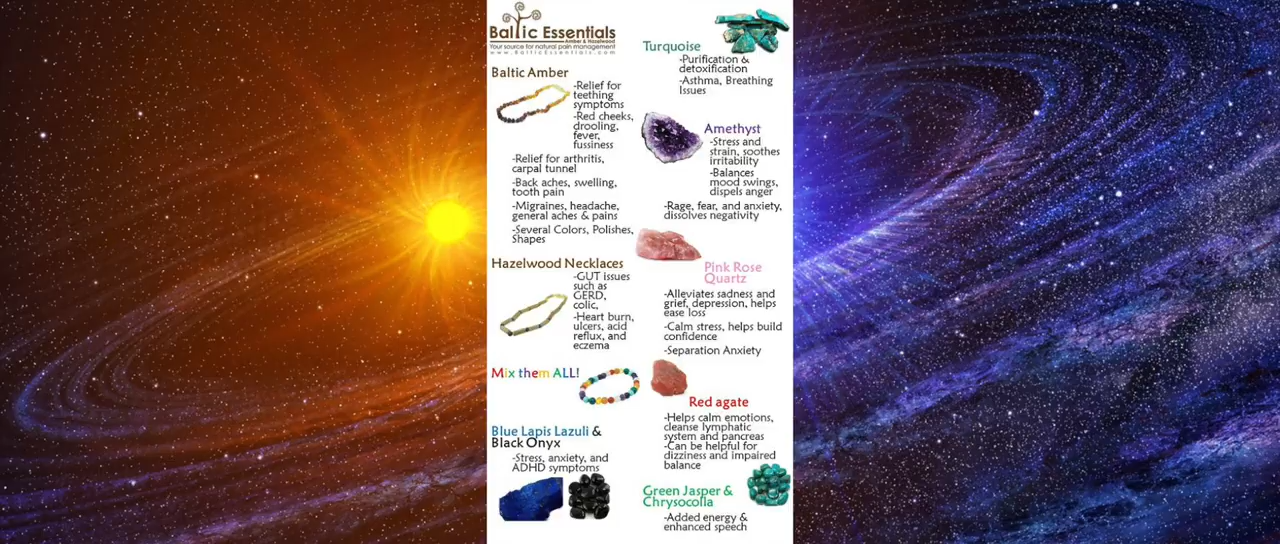 Baltic Essentials
Amber & Hazelwood
Your source for natural pain management
www.BalticEssentials.com
Baltic Amber
-Relief for
teething
symptoms
-Red cheeks,
drooling,
fever,
fussiness
-Relief for arthritis,
carpal tunnel
-Back aches, swelling,
tooth pain
-Migraines, headache,
general aches & pains
-Several Colors, Polishes,
Shapes
Hazelwood Necklaces
-GUT issues
such as
GERD,
colic,
-Heart burn,
ulcers, acid
reflux, and
eczema
Mix them ALL!
Blue Lapis Lazuli &
Black Onyx
-Stress, anxiety, and
ADHD symptoms
Turquoise
-Purification &
detoxification
-Asthma, Breathing
Issues
Amethyst
-Stress and
strain, soothes
irritability
-Balances
mood swings,
dispels anger
-Rage, fear, and anxiety,
dissolves negativity
Pink Rose
Quartz
-Alleviates sadness and
grief, depression, helps
ease loss
-Calm stress, helps build
confidence
-Separation Anxiety
Red agate
-Helps calm emotions,
cleanse lymphatic
system and pancreas
-Can be helpful for
dizziness and impaired
balance
Green Jasper &
Chrysocolla
-Added energy &
enhanced speech